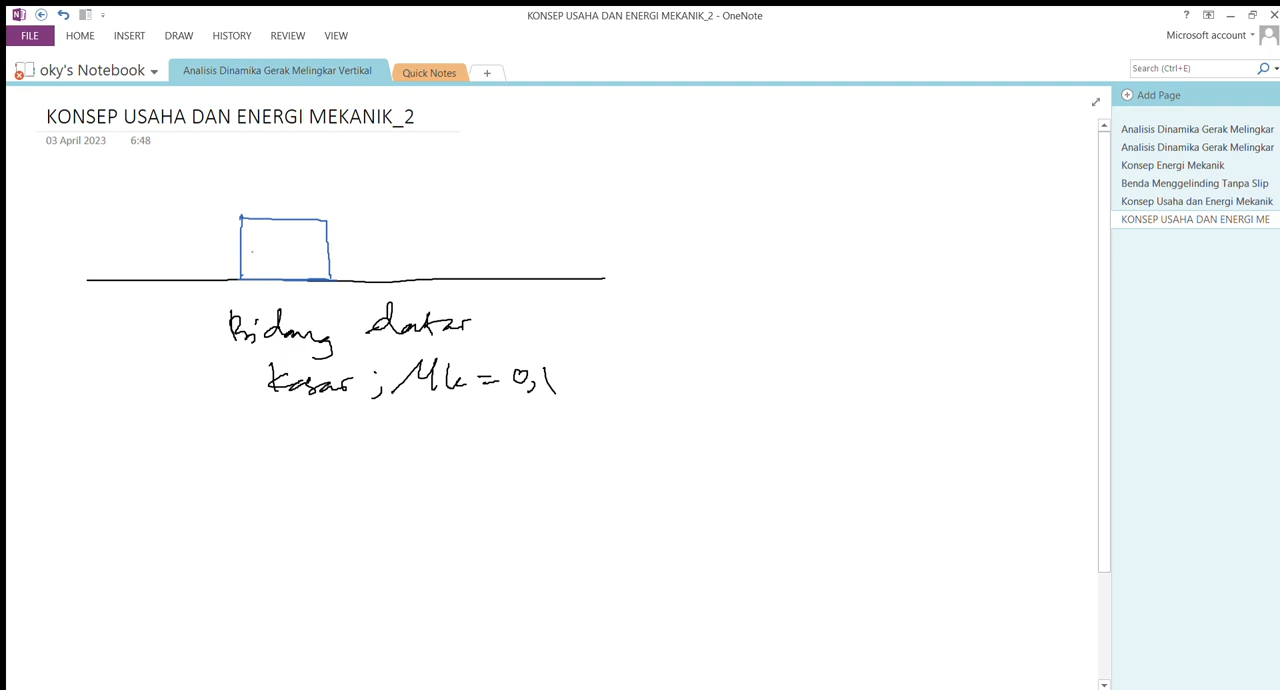 KONSEP USAHA DAN ENERGI MEKANIK_2 - OneNote
?
FILE HOME INSERT DRAW HISTORY REVIEW VIEW
Microsoft account
oky's Notebook
Analisis Dinamika Gerak Melingkar Vertikal
Quick Notes
+
Search (Ctrl+E)
Add Page
KONSEP USAHA DAN ENERGI MEKANIK_2
03 April 2023 6:48
Bidang datar
Kasar ; μk = 0,1
Analisis Dinamika Gerak Melingkar
Analisis Dinamika Gerak Melingkar
Konsep Energi Mekanik
Benda Menggelinding Tanpa Slip
Konsep Usaha dan Energi Mekanik
KONSEP USAHA DAN ENERGI ME